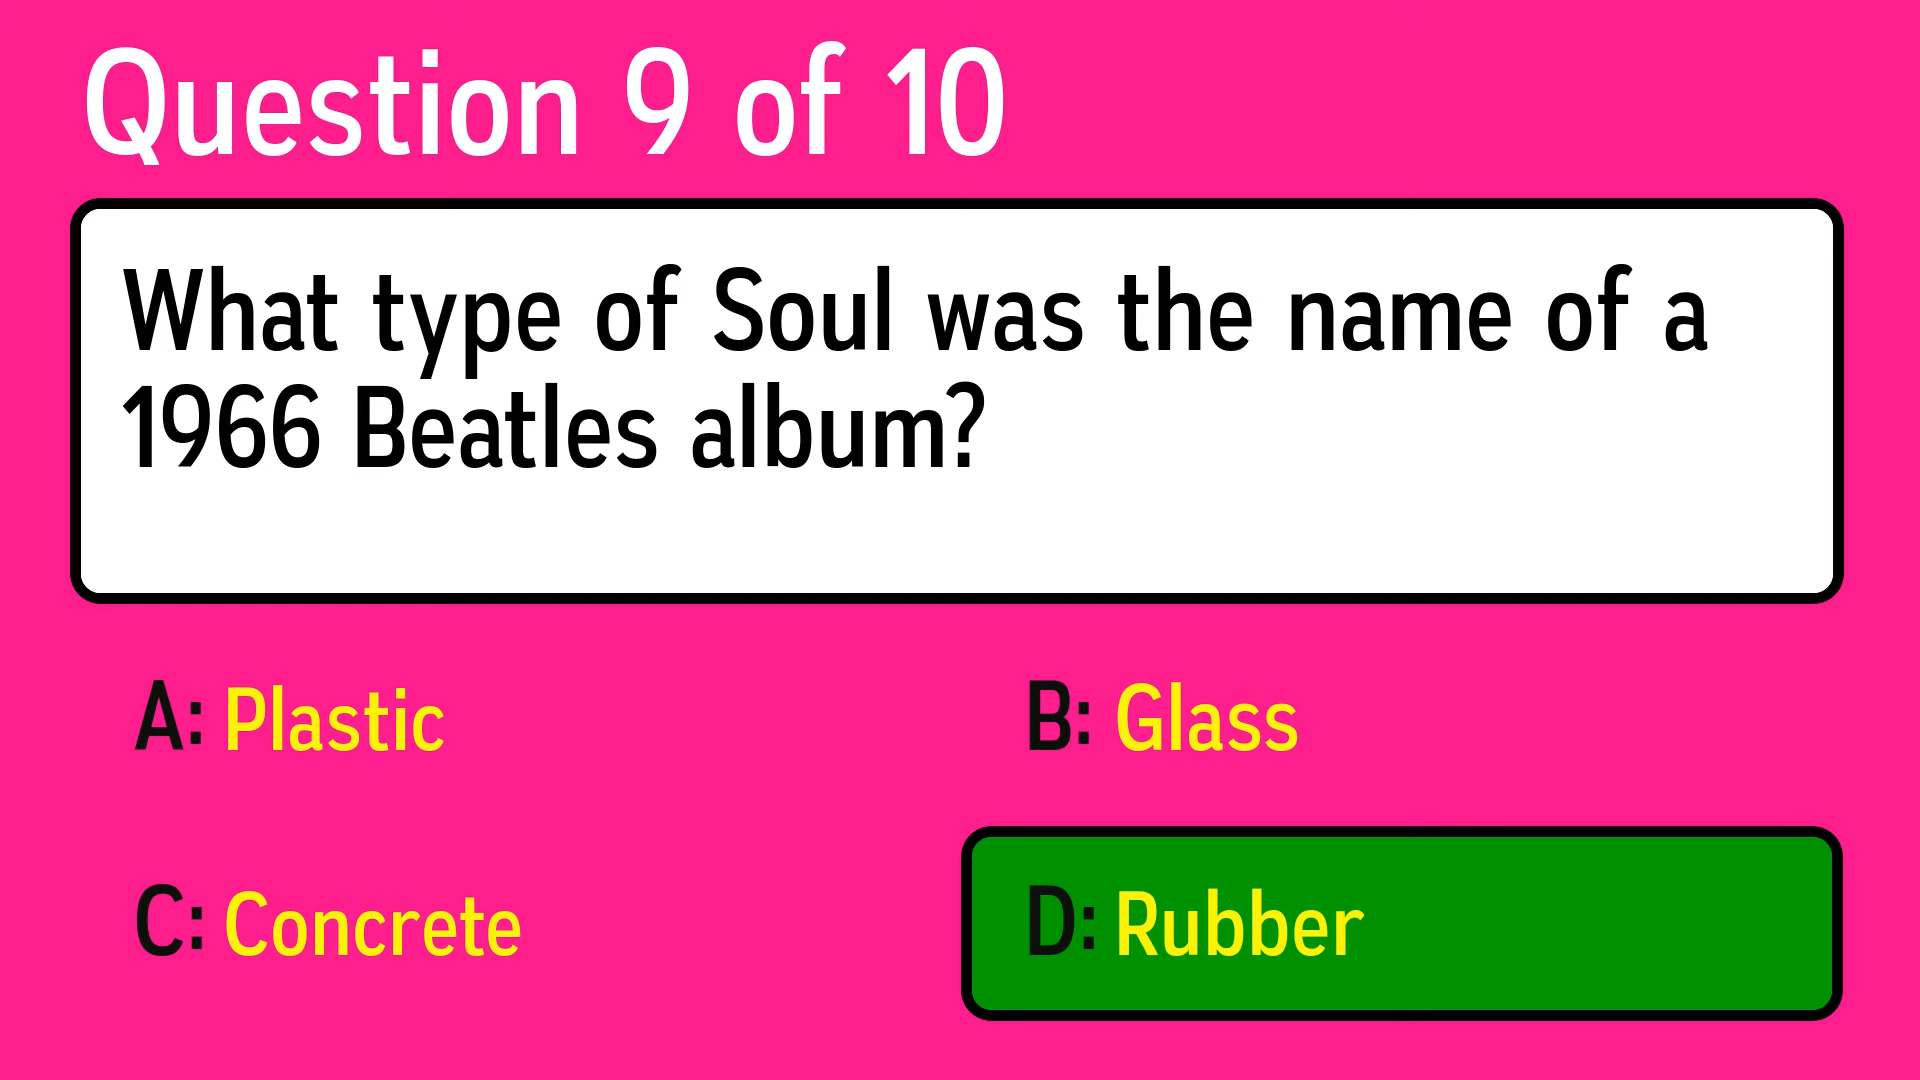 Question 9 of 10
What type of Soul was the name of a
1966 Beatles album?
A: Plastic
B: Glass
C: Concrete
D: Rubber